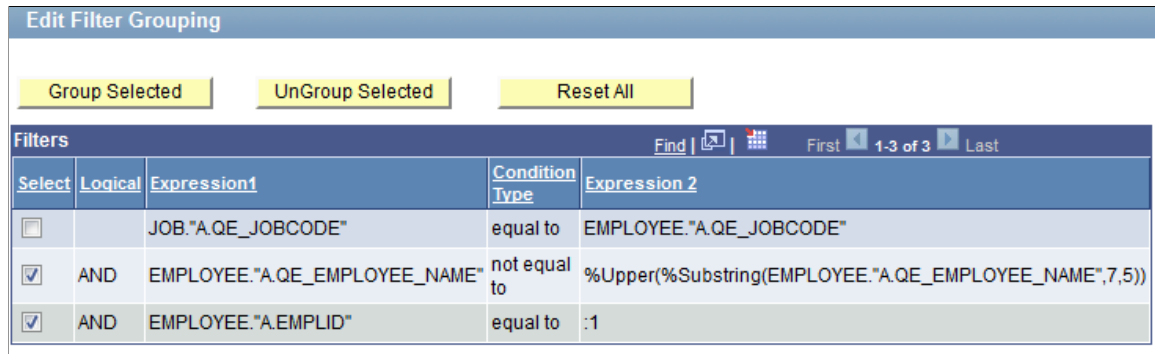 Edit Filter Grouping
Group Selected UnGroup Selected Reset All
Filters Find | | First 1-3 of 3 Last
Select Logical Expression1 Condition Type Expression 2
JOB."A.QE_JOBCODE" equal to EMPLOYEE."A.QE_JOBCODE"
AND EMPLOYEE."A.QE_EMPLOYEE_NAME" not equal to %Upper(%Substring(EMPLOYEE."A.QE_EMPLOYEE_NAME",7,5))
AND EMPLOYEE."A.EMPLID" equal to :1